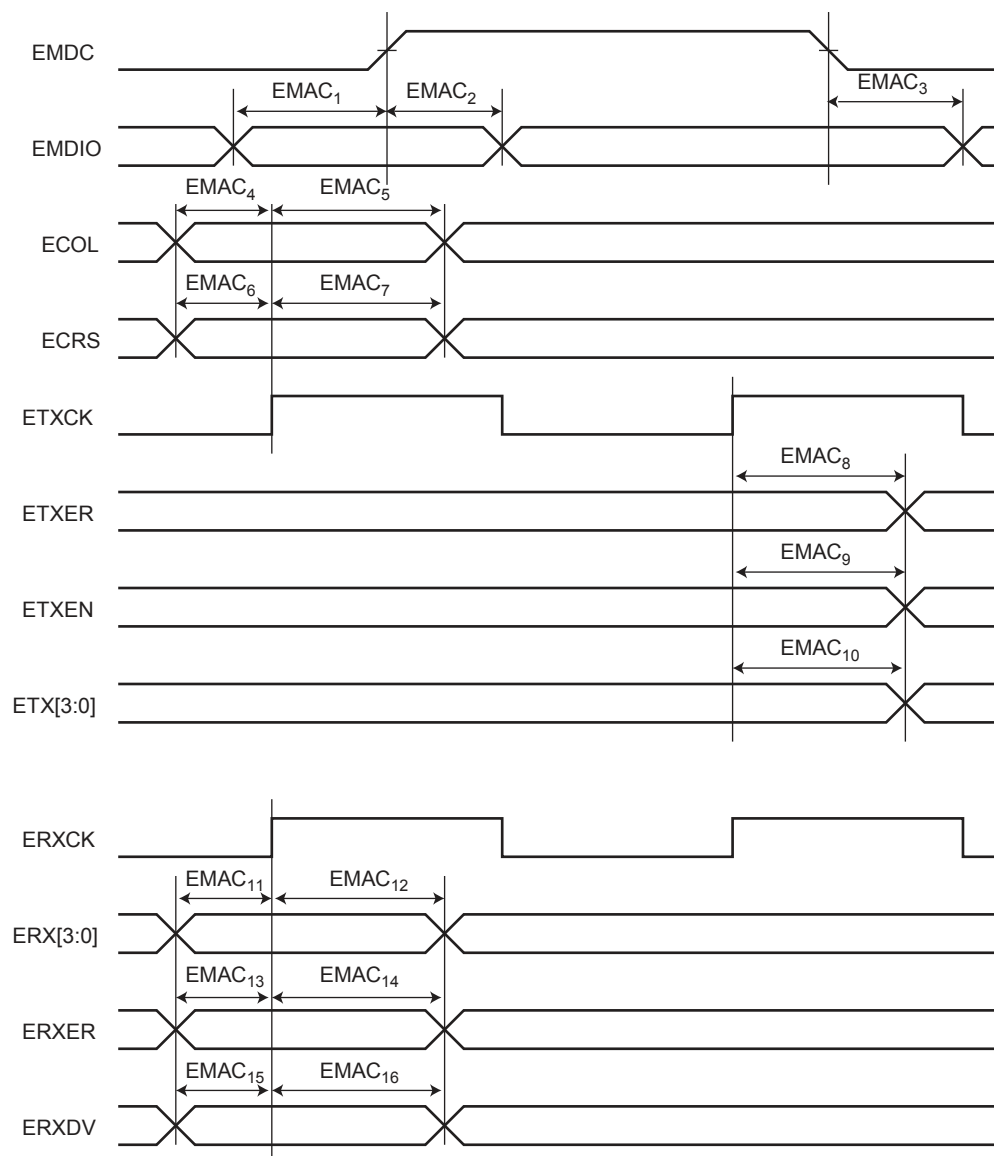 EMDC
EMAC₁ EMAC₂ EMAC₃
EMDIO
EMAC₄ EMAC₅
ECOL
EMAC₆ EMAC₇
ECRS
ETXCK
EMAC₈
ETXER
EMAC₉
ETXEN
EMAC₁₀
ETX[3:0]
ERXCK
EMAC₁₁ EMAC₁₂
ERX[3:0]
EMAC₁₃ EMAC₁₄
ERXER
EMAC₁₅ EMAC₁₆
ERXDV